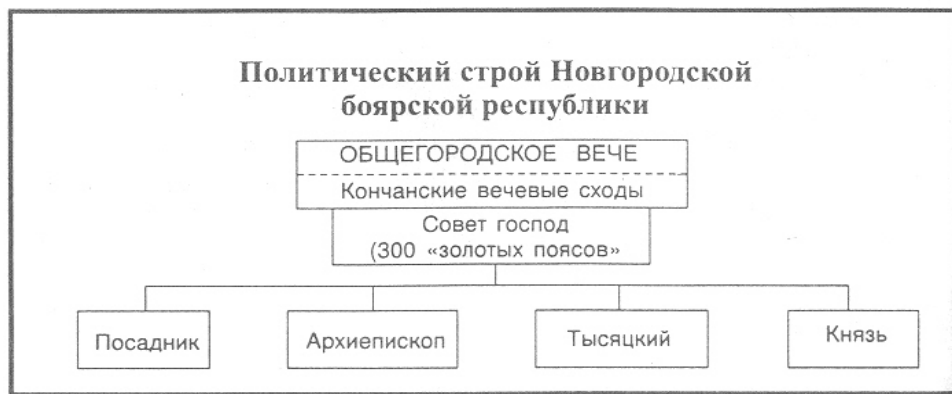 Политический строй Новгородской
боярской республики
ОБЩЕГОРОДСКОЕ ВЕЧЕ
Кончанские вечевые сходы
Совет господ
(300 «золотых поясов»
Посадник
Архиепископ
Тысяцкий
Князь